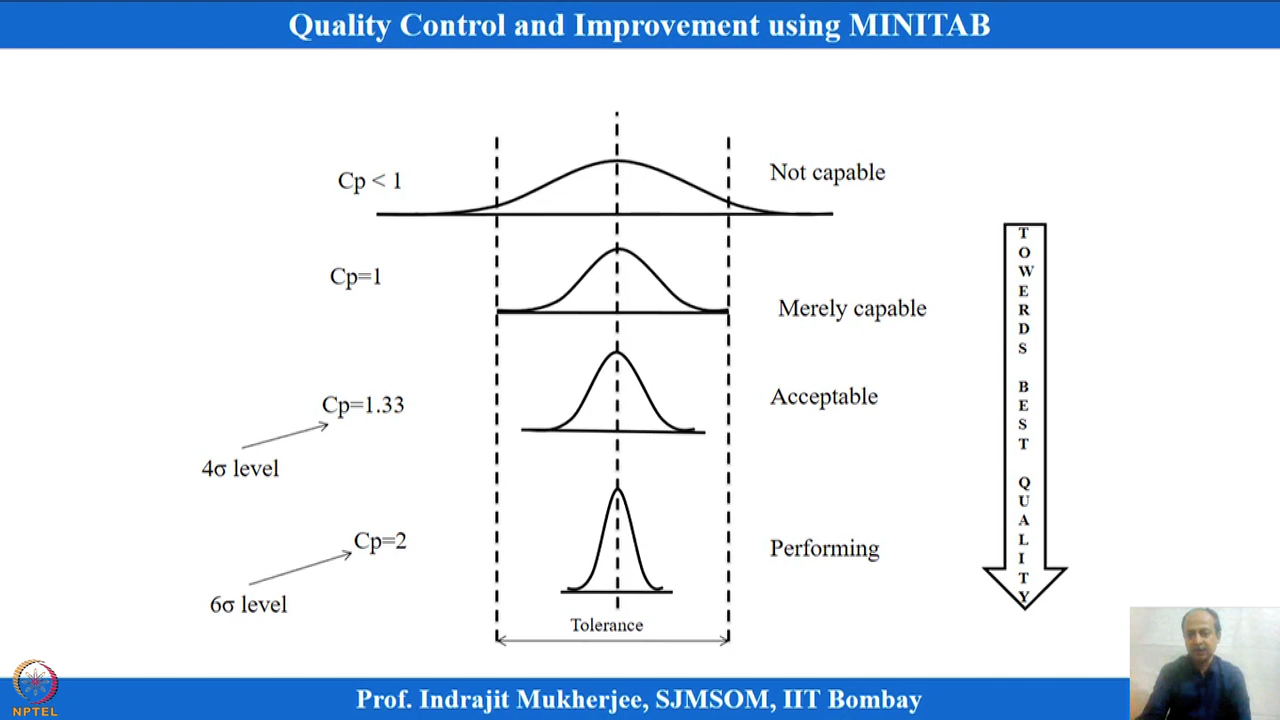 Quality Control and Improvement using MINITAB
Cp < 1
Not capable
Cp=1
Merely capable
Cp=1.33
Acceptable
4σ level
Cp=2
Performing
6σ level
Tolerance
TOWERDS BEST QUALITY
NPTEL
Prof. Indrajit Mukherjee, SJMSOM, IIT Bombay